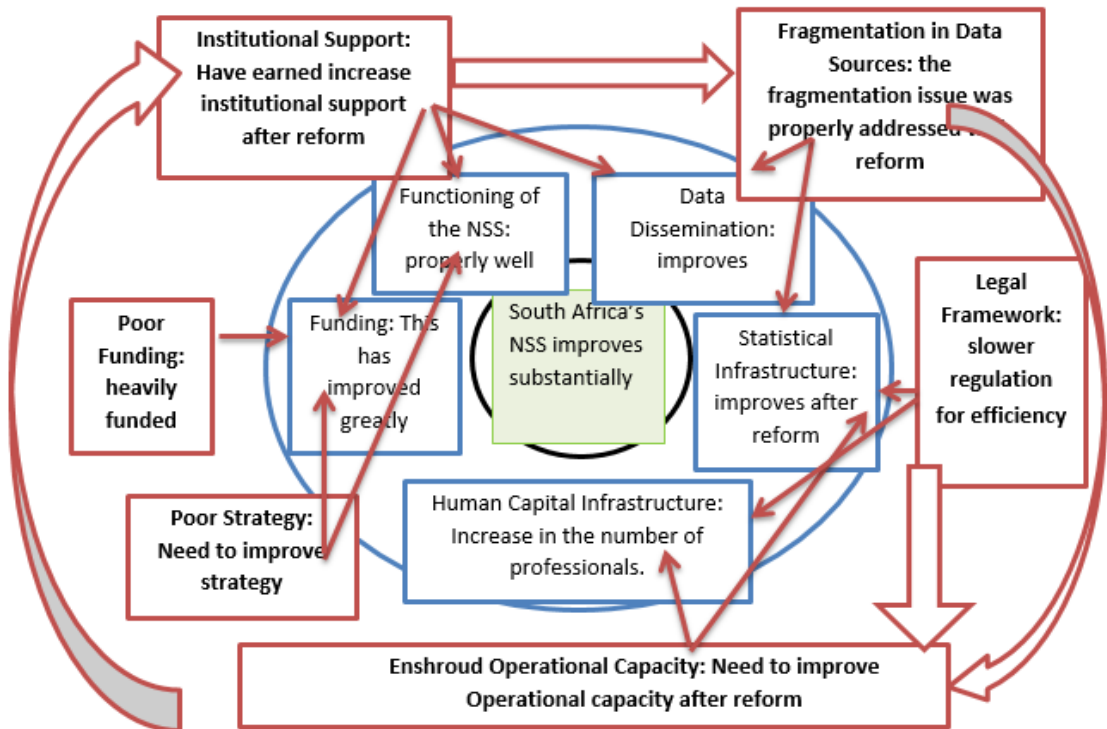 Institutional Support:
Have earned increase
institutional support
after reform
Fragmentation in Data
Sources: the
fragmentation issue was
properly addressed
reform
Functioning
of the NSS:
properly well
Data
Dissemination:
improves
Legal
Framework:
slower
regulation
for efficiency
Poor
Funding:
heavily
funded
Funding: This
has
improved
greatly
South Africa's
NSS improves
substantially
Statistical
Infrastructure:
improves after
reform
Poor Strategy:
Need to improve
strategy
Human Capital Infrastructure:
Increase in the number of
professionals.
Enshroud Operational Capacity: Need to improve
Operational capacity after reform